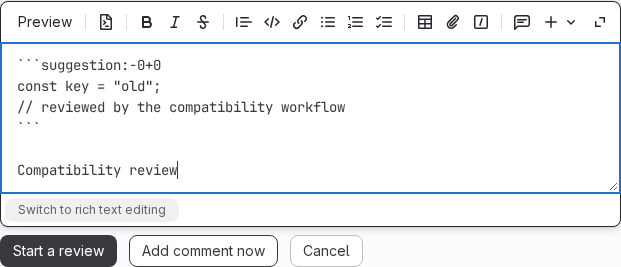 Preview
```suggestion:-0+0
const key = "old";
// reviewed by the compatibility workflow
```
Compatibility review
Switch to rich text editing
Start a review Add comment now Cancel